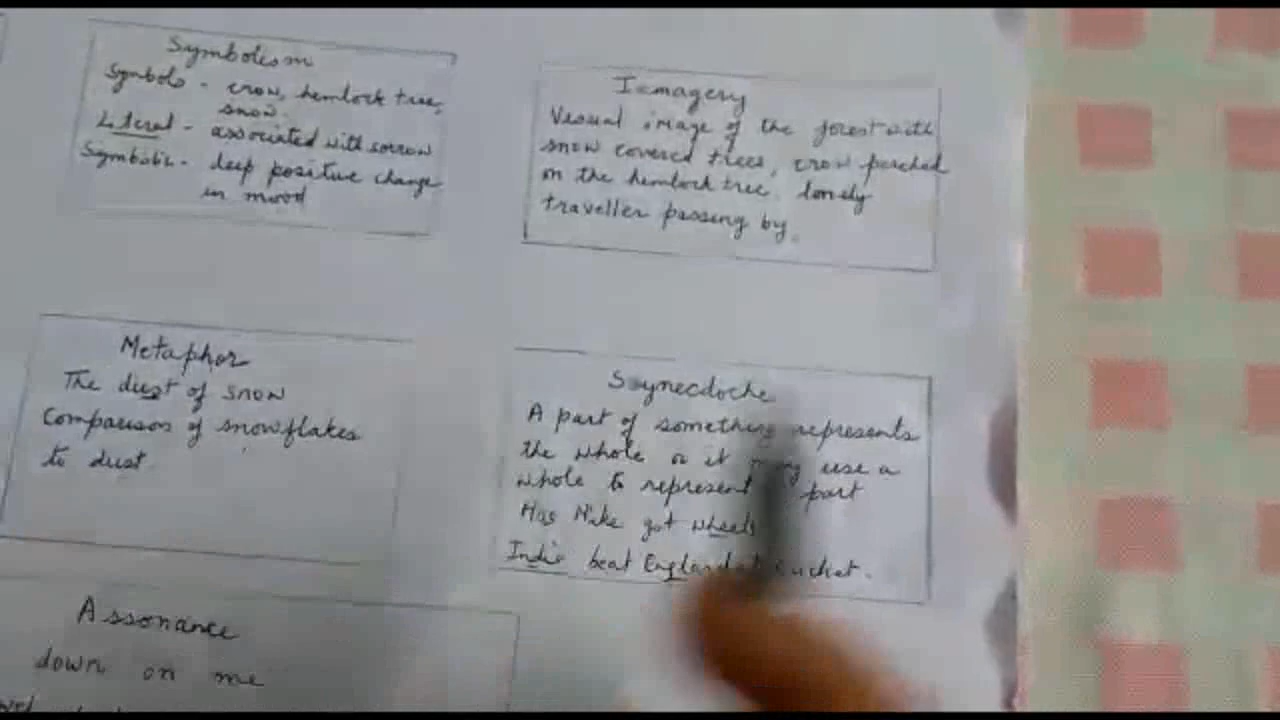 Symbolism
Symbols - crow, hemlock tree,
snow.
Literal - associated with sorrow
Symbolic - deep positive change
in mood
Imagery
Visual image of the forest with
snow covered trees, crow perched
on the hemlock tree. lonely
traveller passing by.
Metaphor
The dust of snow
Comparison of snowflakes
to dust.
Synecdoche
A part of something represents
the whole or it may use a
whole to represent part
Has Mike got wheels
India beat England cricket.
Assonance
down on me